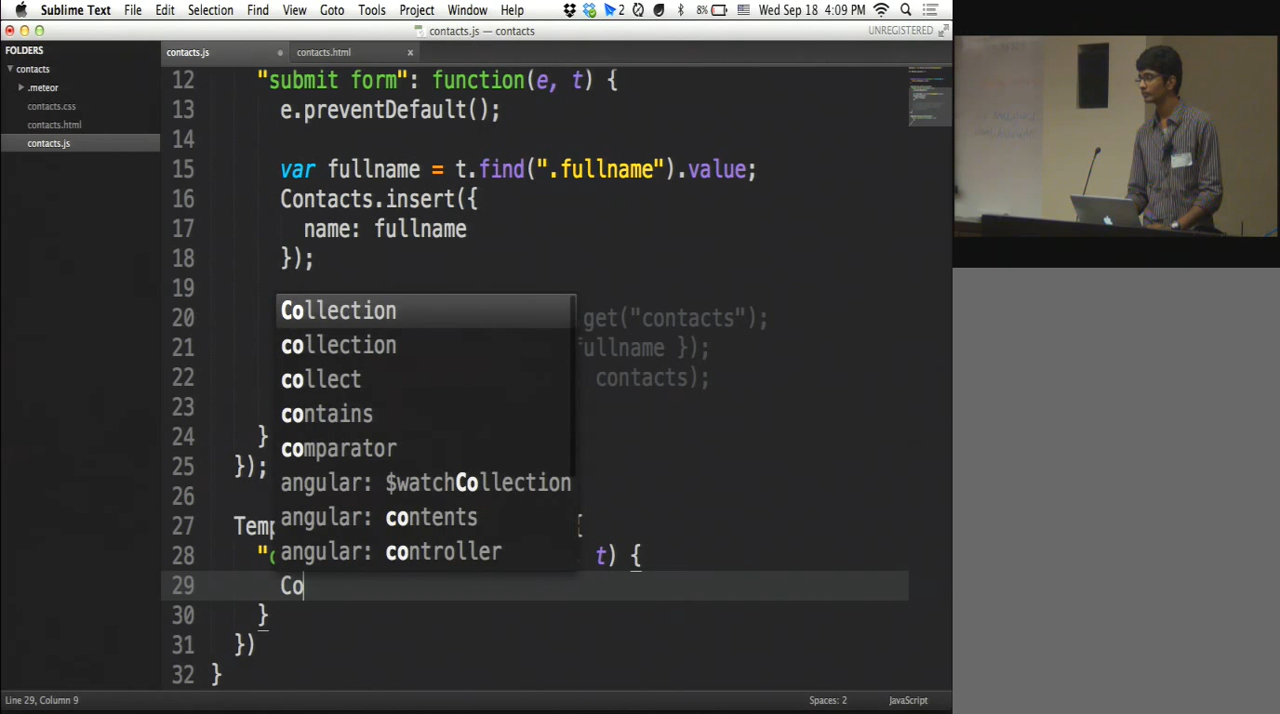 Sublime Text File Edit Selection Find View Goto Tools Project Window Help 2 8% Wed Sep 18 4:09 PM
contacts.js — contacts UNREGISTERED
FOLDERS
contacts
.meteor
contacts.css
contacts.html
contacts.js
contacts.js contacts.html
12 "submit form": function(e, t) {
13 e.preventDefault();
14
15 var fullname = t.find(".fullname").value;
16 Contacts.insert({
17 name: fullname
18 });
19
20 get("contacts");
21 fullname });
22 contacts);
23
24 }
25 });
26
27 Temp {
28 "c t) {
29 Co
30 }
31 })
32 }
Collection
collection
collect
contains
comparator
angular: $watchCollection
angular: contents
angular: controller
Line 29, Column 9 Spaces: 2 JavaScript